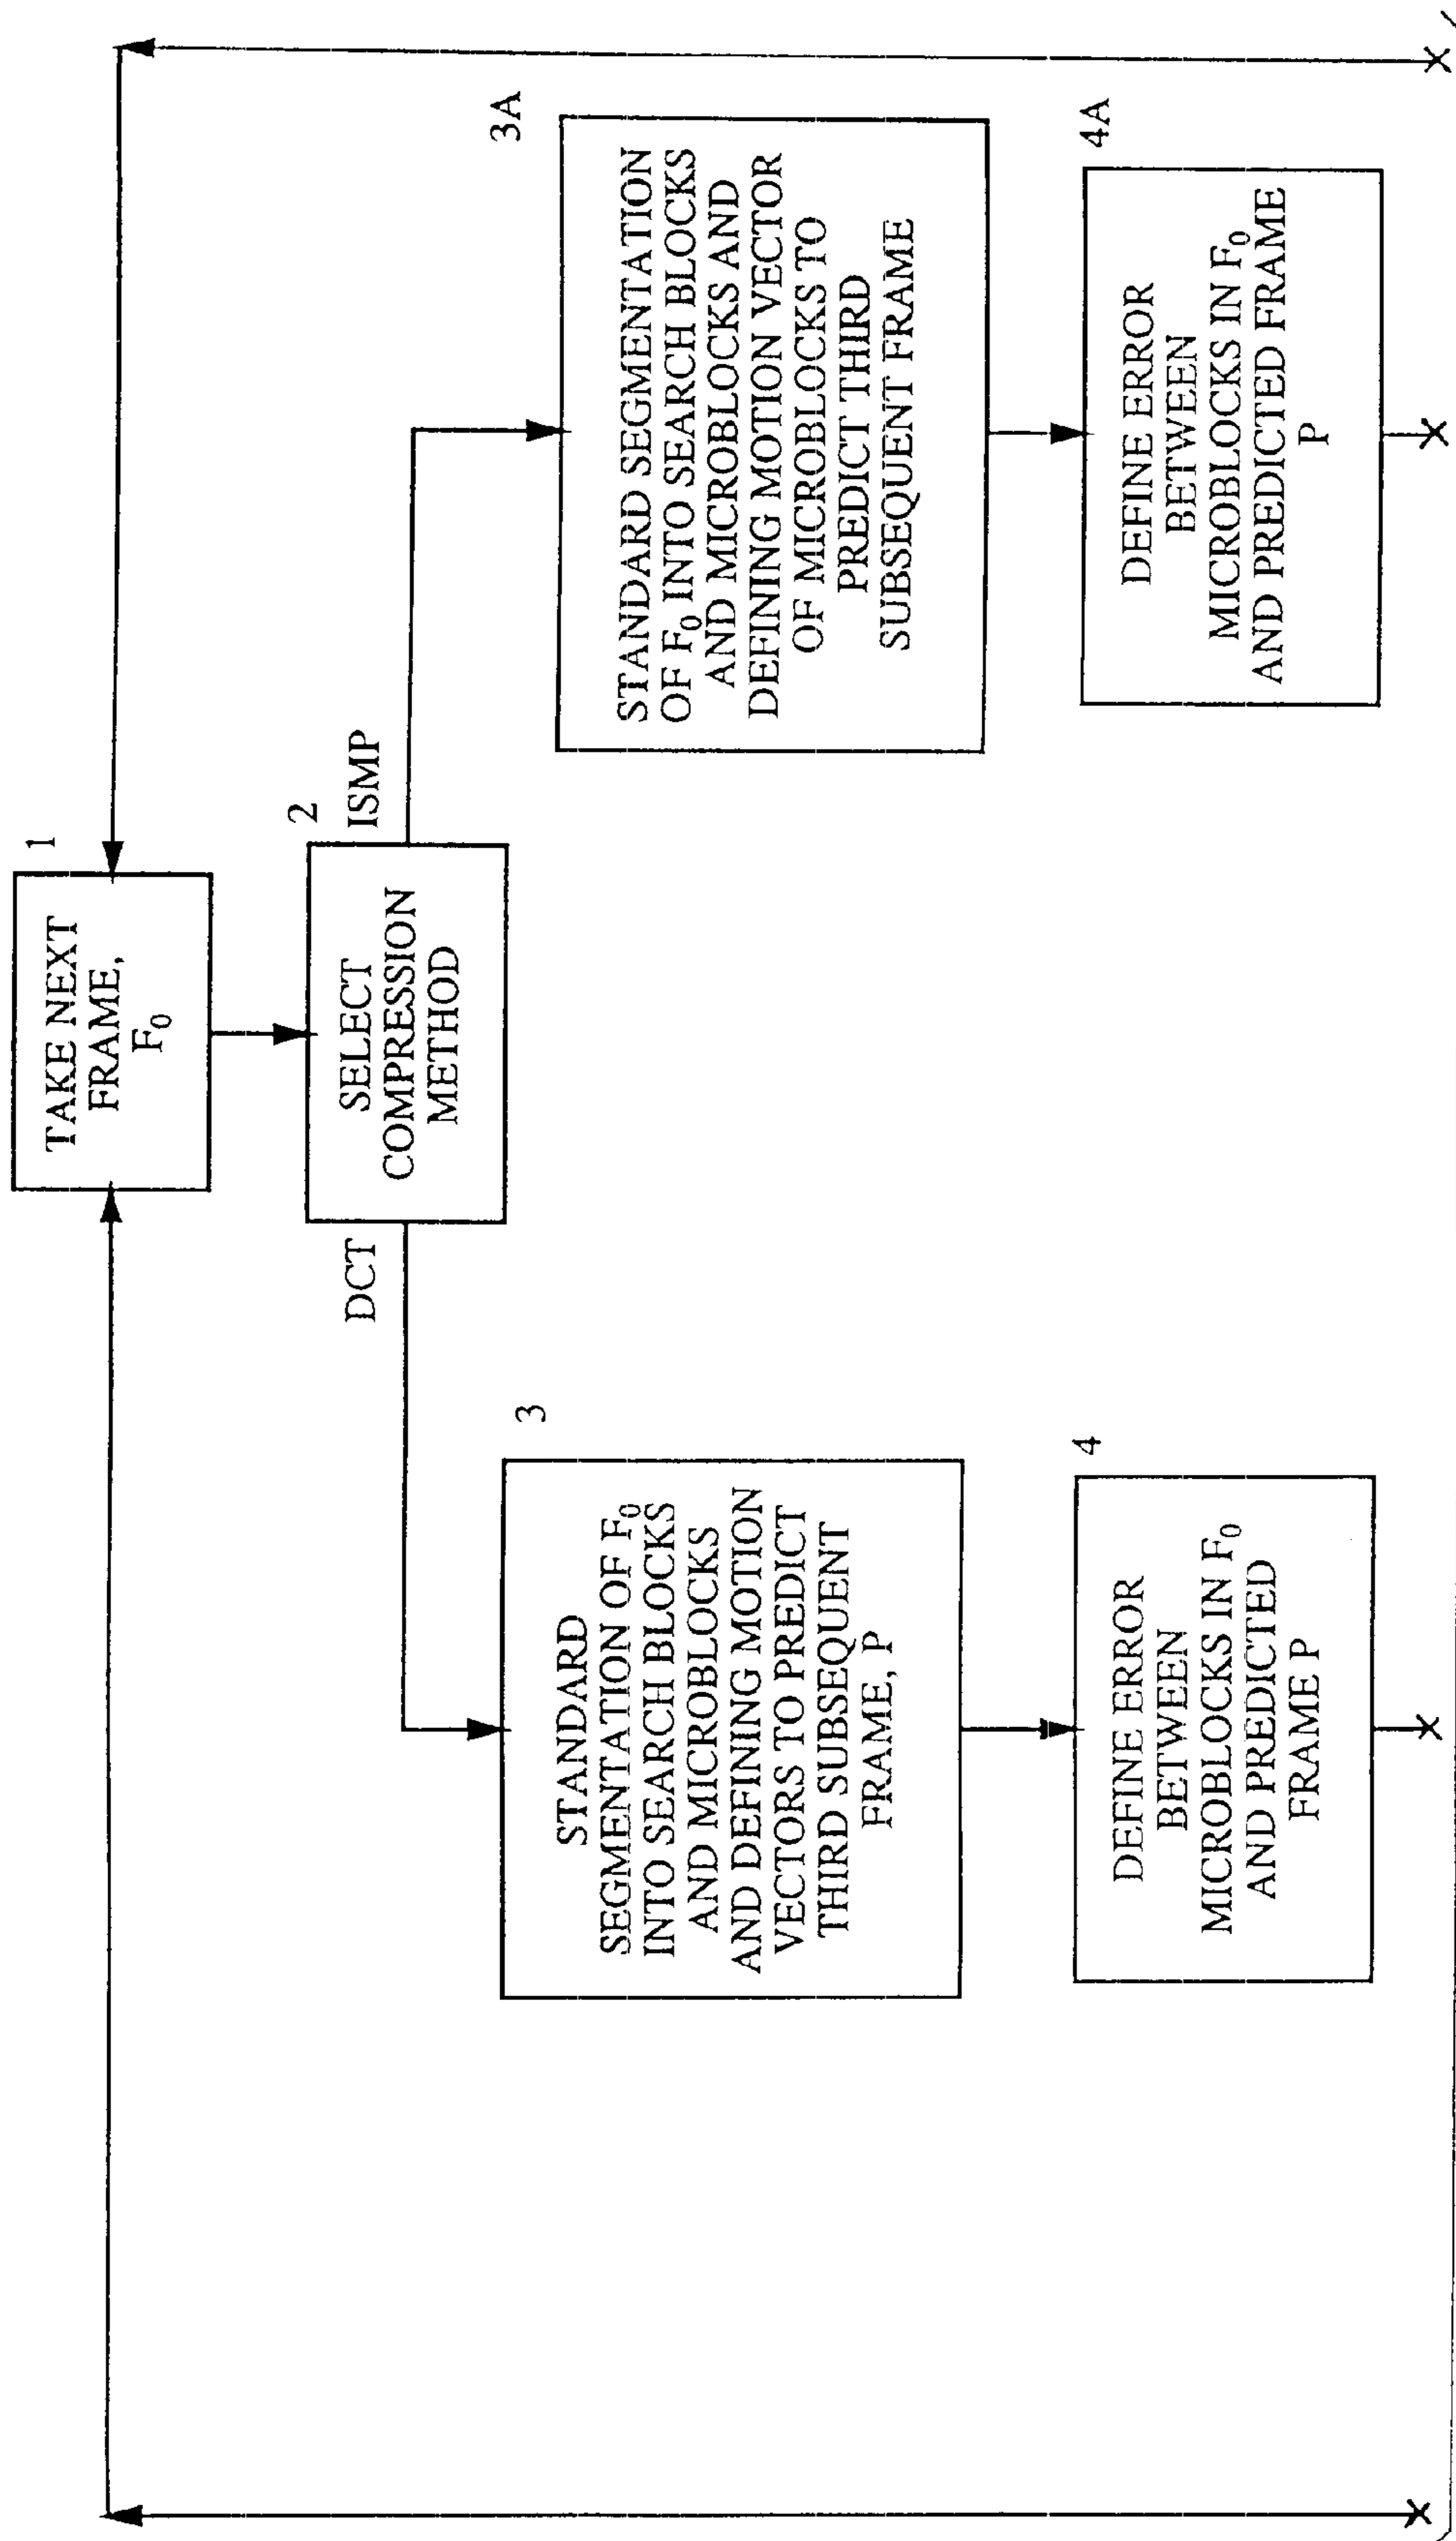 1
TAKE NEXT
FRAME,
F₀
2
SELECT
COMPRESSION
METHOD
DCT
ISMP
3
STANDARD
SEGMENTATION OF F₀
INTO SEARCH BLOCKS
AND MICROBLOCKS
AND DEFINING MOTION
VECTORS TO PREDICT
THIRD SUBSEQUENT
FRAME, P
3A
STANDARD SEGMENTATION
OF F₀ INTO SEARCH BLOCKS
AND MICROBLOCKS AND
DEFINING MOTION VECTOR
OF MICROBLOCKS TO
PREDICT THIRD
SUBSEQUENT FRAME
4
DEFINE ERROR
BETWEEN
MICROBLOCKS IN F₀
AND PREDICTED
FRAME P
4A
DEFINE ERROR
BETWEEN
MICROBLOCKS IN F₀
AND PREDICTED FRAME
P